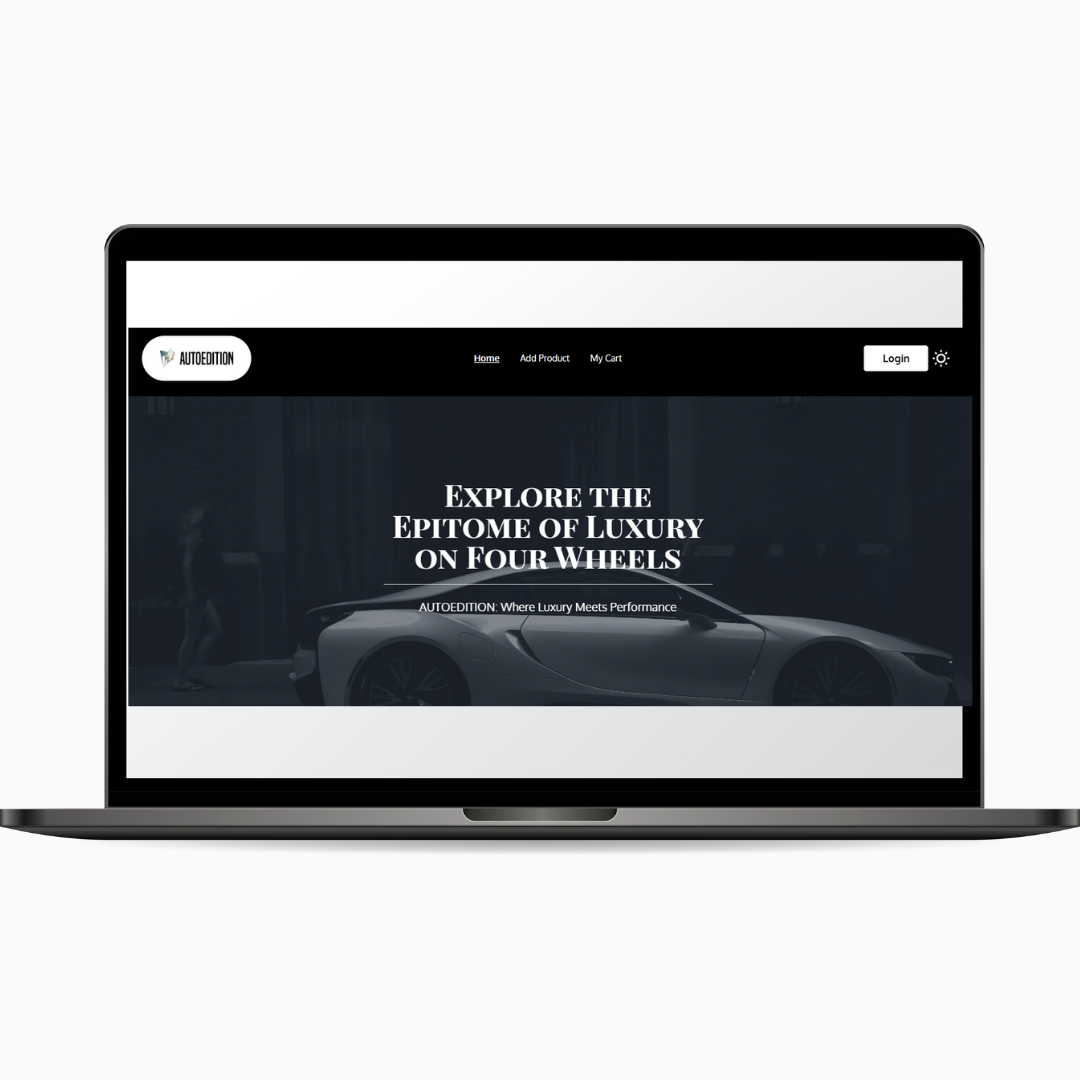 AUTOEDITION
Home
Add Product
My Cart
Login
Explore the
Epitome of Luxury
on Four Wheels
AUTOEDITION: Where Luxury Meets Performance